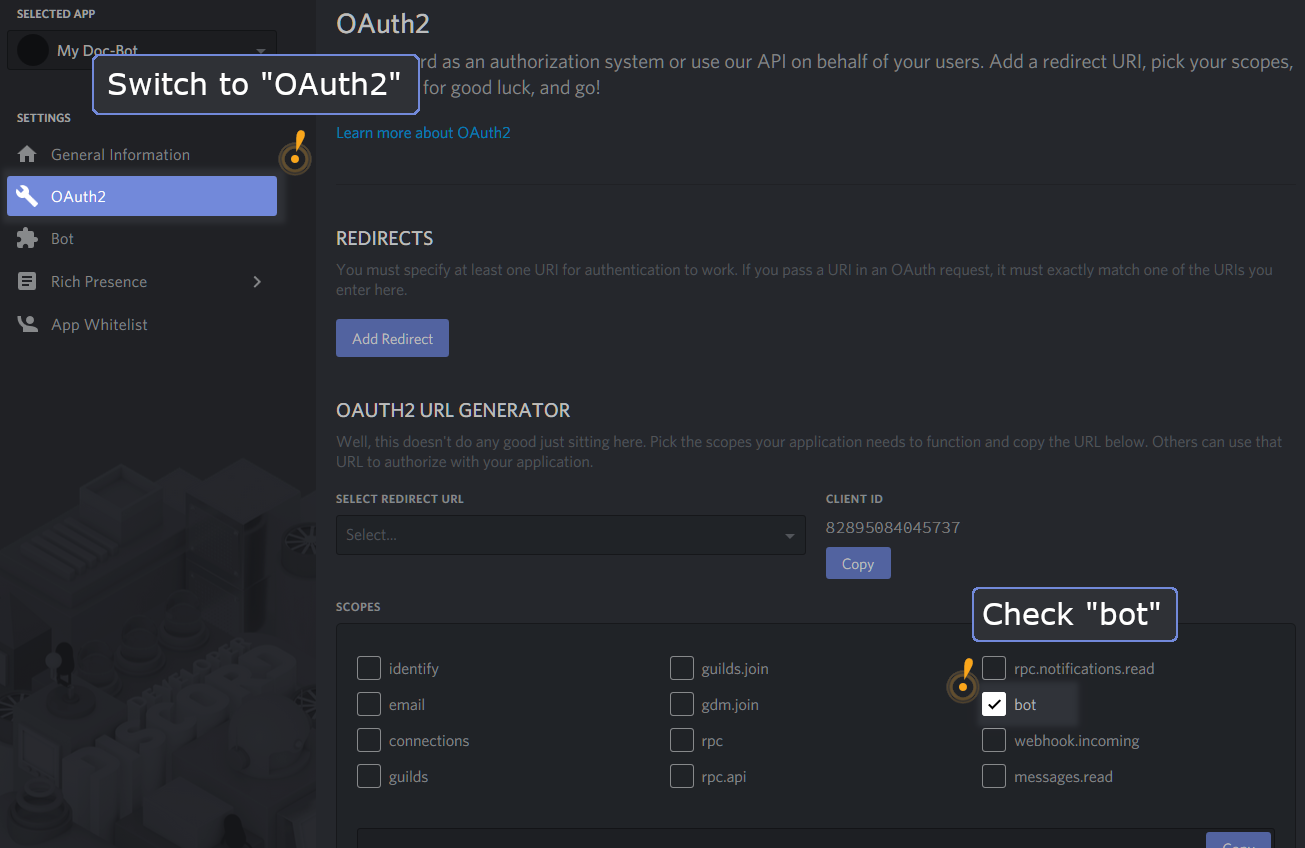 SELECTED APP
My Doc-Bot
Switch to "OAuth2"
SETTINGS
General Information
OAuth2
Bot
Rich Presence
App Whitelist
OAuth2
as an authorization system or use our API on behalf of your users. Add a redirect URI, pick your scopes,
for good luck, and go!
Learn more about OAuth2
REDIRECTS
You must specify at least one URI for authentication to work. If you pass a URI in an OAuth request, it must exactly match one of the URIs you
enter here.
Add Redirect
OAUTH2 URL GENERATOR
Well, this doesn't do any good just sitting here. Pick the scopes your application needs to function and copy the URL below. Others can use that
URL to authorize with your application.
SELECT REDIRECT URL
Select...
CLIENT ID
82895084045737
Copy
SCOPES
Check "bot"
identify
guilds.join
rpc.notifications.read
email
gdm.join
bot
connections
rpc
webhook.incoming
guilds
rpc.api
messages.read
Copy